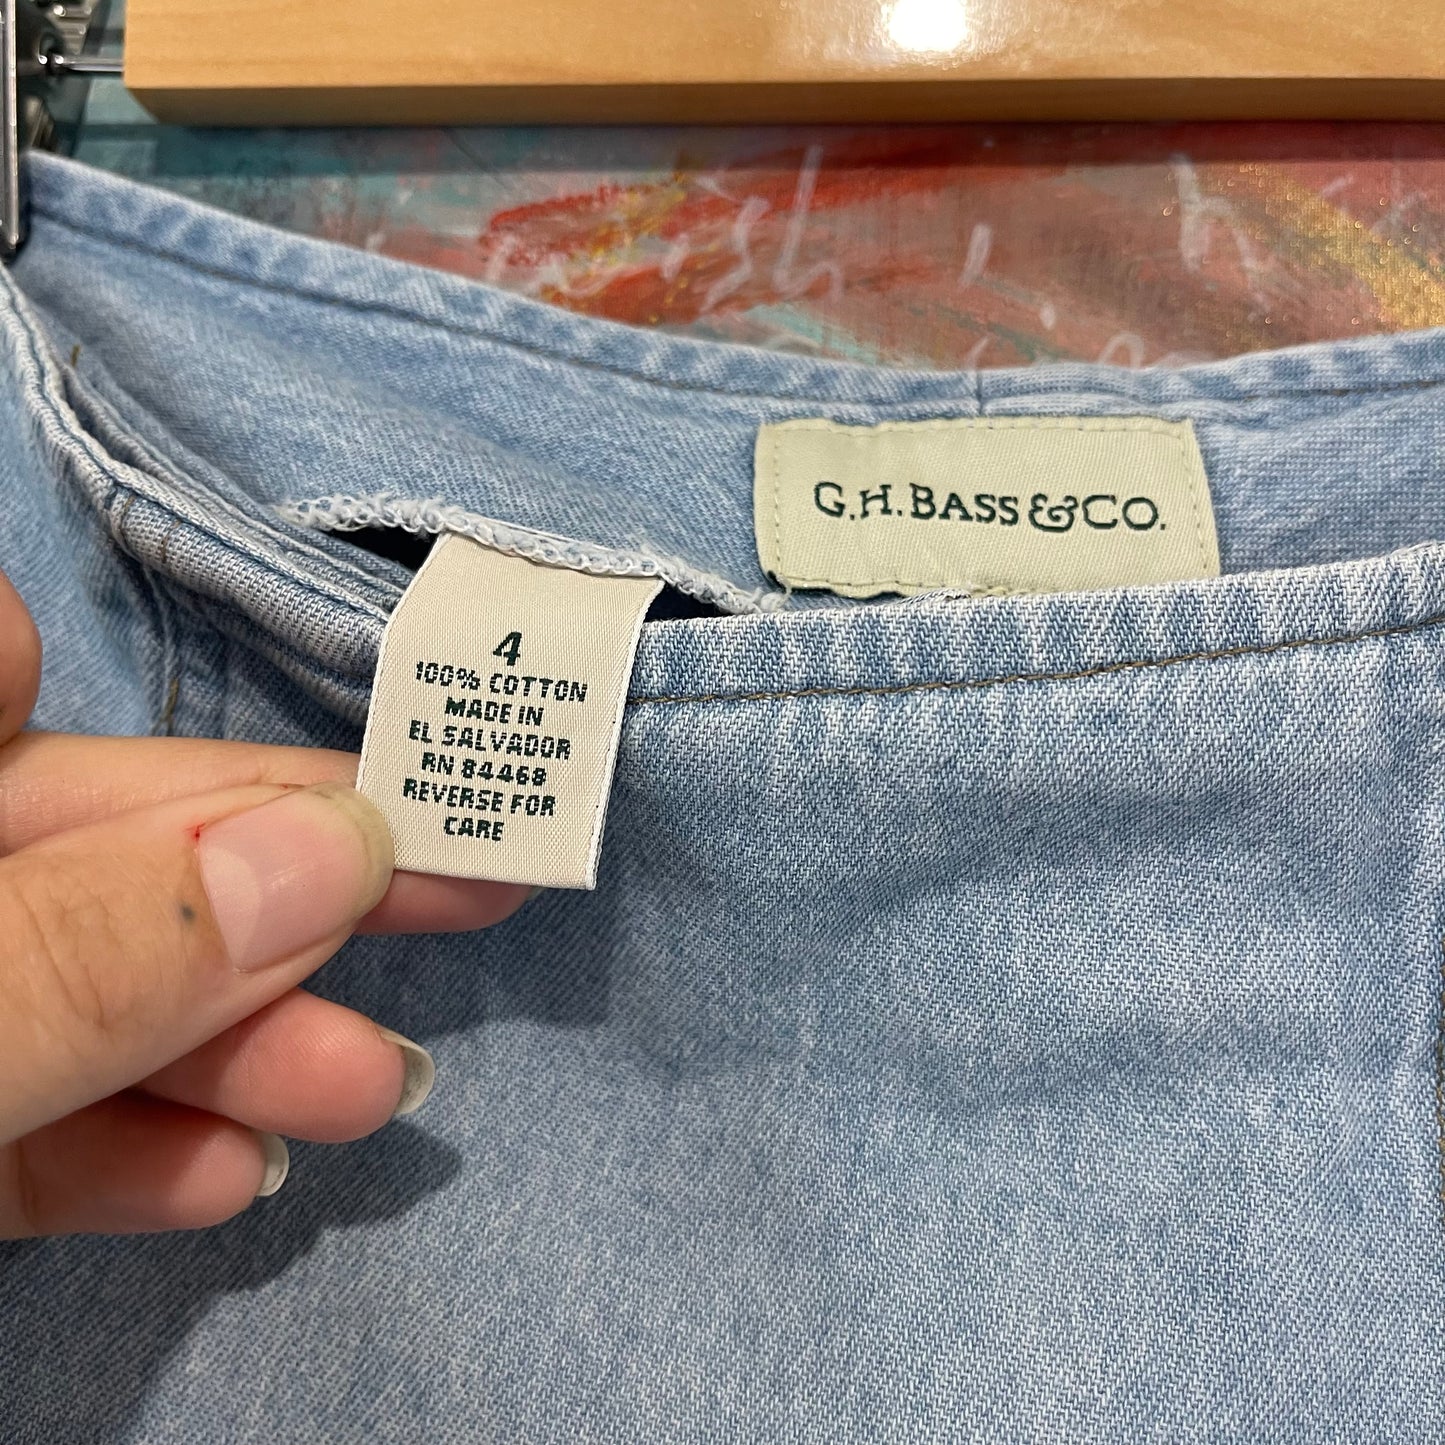 G.H. BASS & CO.
4
100% COTTON
MADE IN
EL SALVADOR
RN 84468
REVERSE FOR
CARE